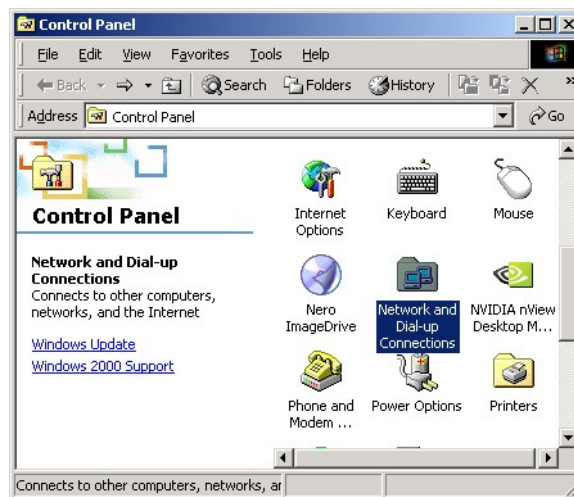 Control Panel
File Edit View Favorites Tools Help
Back Search Folders History »
Address Control Panel Go
Control Panel
Network and Dial-up
Connections
Connects to other computers,
networks, and the Internet
Windows Update
Windows 2000 Support
Internet
Options
Keyboard
Mouse
Nero
ImageDrive
Network and
Dial-up
Connections
NVIDIA nView
Desktop M...
Phone and
Modem ...
Power Options
Printers
Connects to other computers, networks, ar